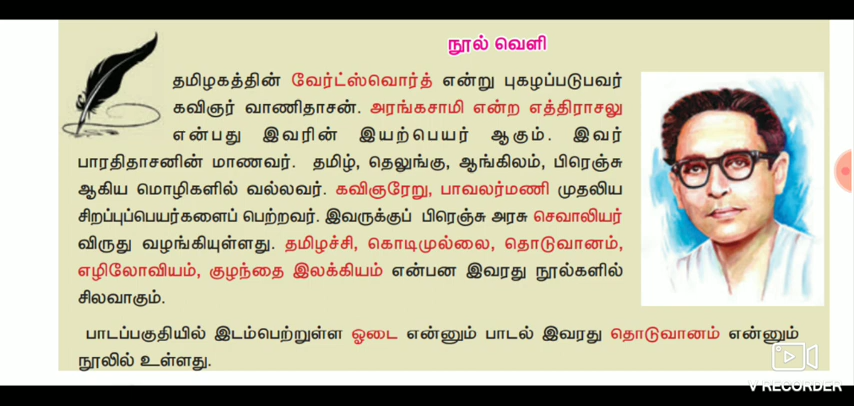 நூல் வெளி
தமிழகத்தின் வேர்ட்ஸ்வொர்த் என்று புகழப்படுபவர்
கவிஞர் வாணிதாசன். அரங்கசாமி என்ற எத்திராசலு
என்பது இவரின் இயற்பெயர் ஆகும். இவர்
பாரதிதாசனின் மாணவர். தமிழ், தெலுங்கு, ஆங்கிலம், பிரெஞ்சு
ஆகிய மொழிகளில் வல்லவர். கவிஞரேறு, பாவலர்மணி முதலிய
சிறப்புப்பெயர்களைப் பெற்றவர். இவருக்குப் பிரெஞ்சு அரசு செவாலியர்
விருது வழங்கியுள்ளது. தமிழச்சி, கொடிமுல்லை, தொடுவானம்,
எழிலோவியம், குழந்தை இலக்கியம் என்பன இவரது நூல்களில்
சிலவாகும்.
பாடப்பகுதியில் இடம்பெற்றுள்ள ஓடை என்னும் பாடல் இவரது தொடுவானம் என்னும்
நூலில் உள்ளது.
V RECORDER